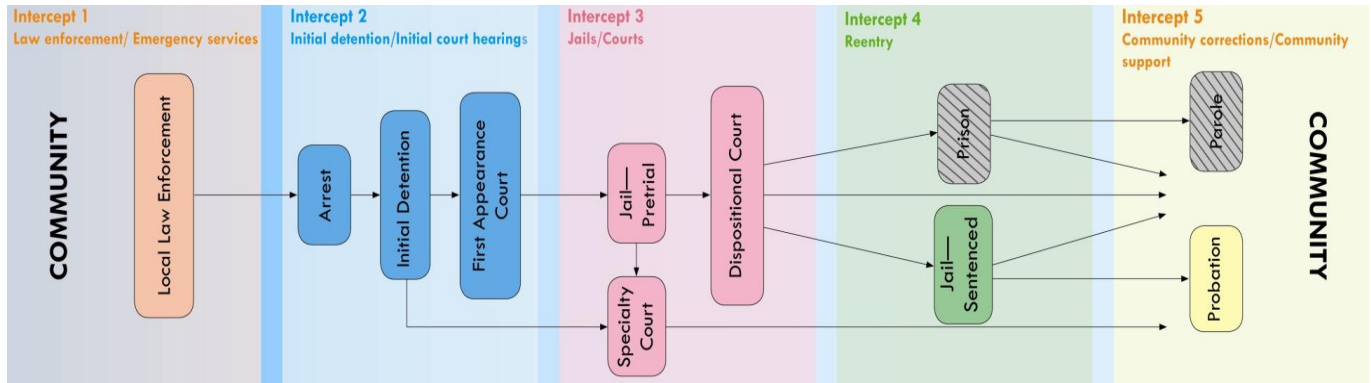 Intercept 1
Law enforcement/ Emergency services
COMMUNITY
Local Law Enforcement
Intercept 2
Initial detention/Initial court hearings
Arrest
Initial Detention
First Appearance
Court
Intercept 3
Jails/Courts
Jail—
Pretrial
Specialty
Court
Dispositional Court
Intercept 4
Reentry
Prison
Jail—
Sentenced
Intercept 5
Community corrections/Community
support
Parole
Probation
COMMUNITY